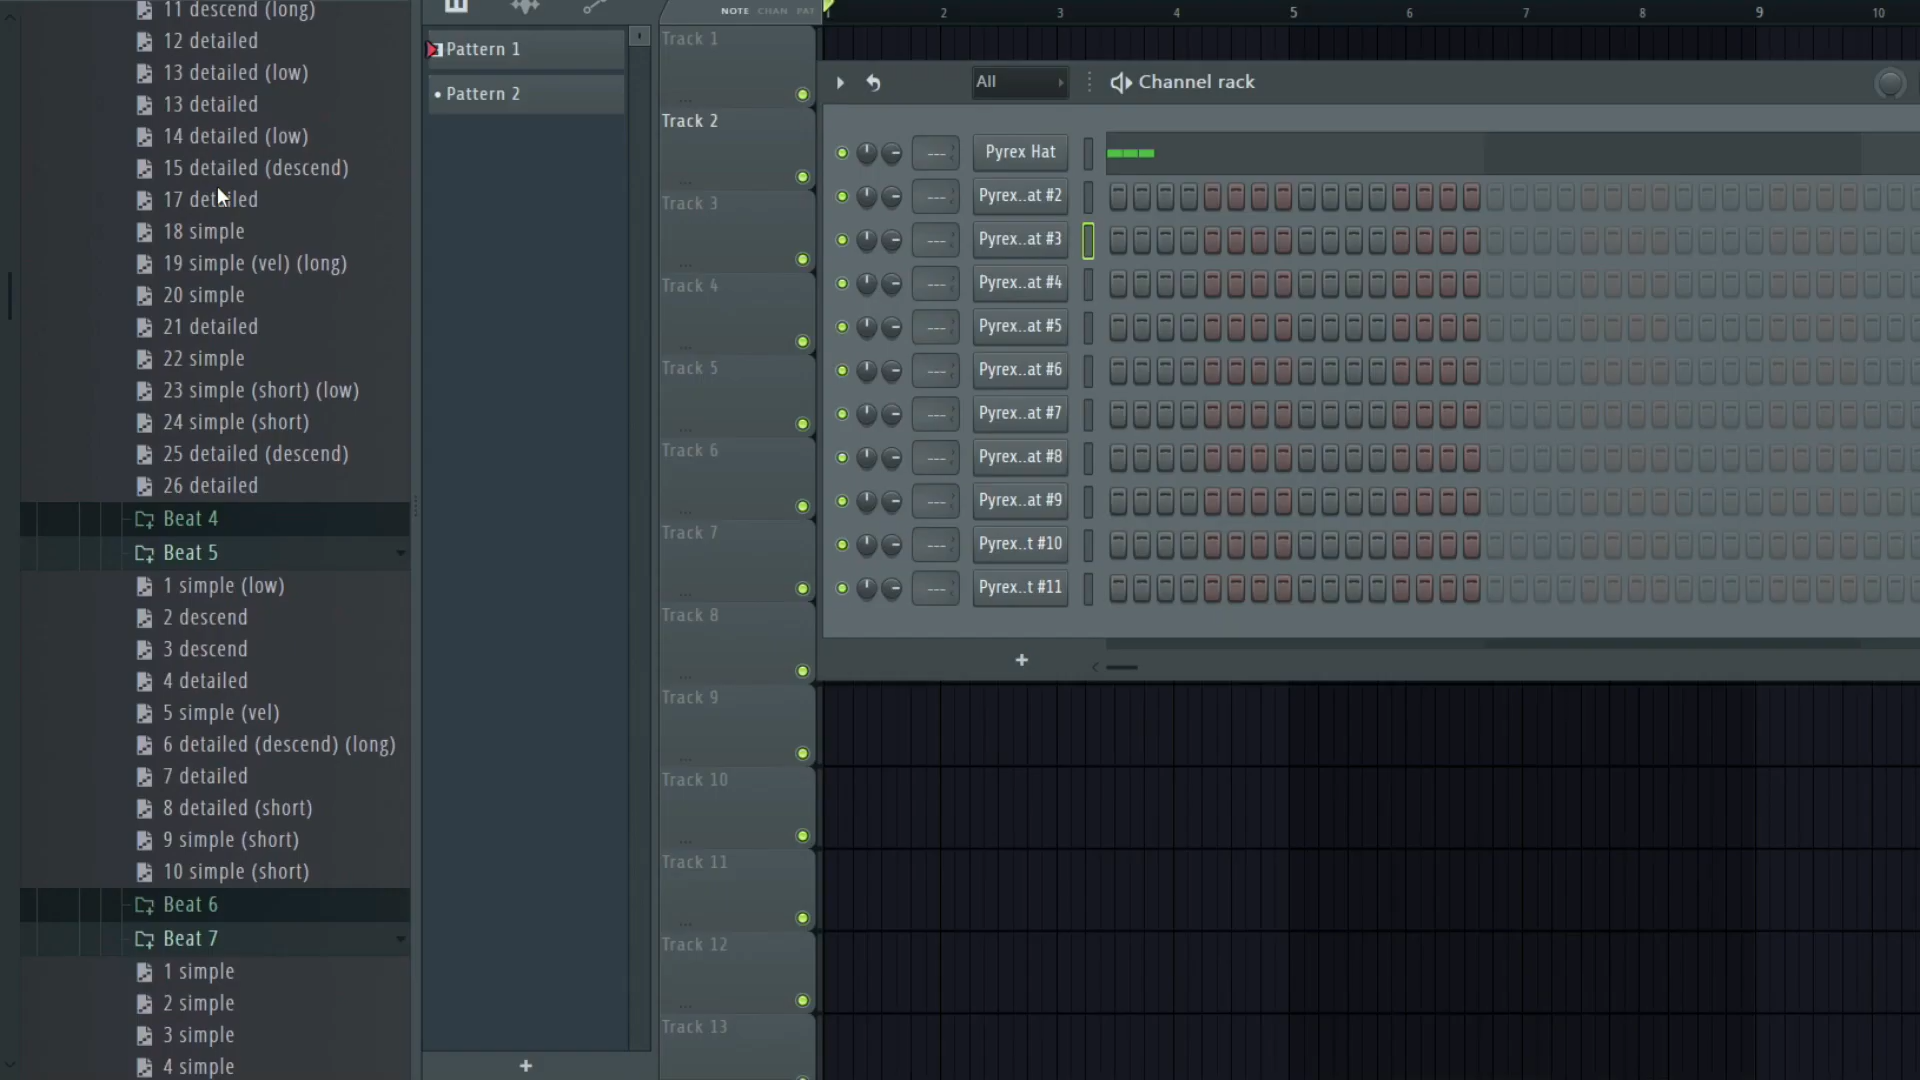 11 descend (long)
12 detailed
13 detailed (low)
13 detailed
14 detailed (low)
15 detailed (descend)
17 detailed
18 simple
19 simple (vel) (long)
20 simple
21 detailed
22 simple
23 simple (short) (low)
24 simple (short)
25 detailed (descend)
26 detailed
Beat 4
Beat 5
1 simple (low)
2 descend
3 descend
4 detailed
5 simple (vel)
6 detailed (descend) (long)
7 detailed
8 detailed (short)
9 simple (short)
10 simple (short)
Beat 6
Beat 7
1 simple
2 simple
3 simple
4 simple
Pattern 1
Pattern 2
NOTE CHAN PAT
Track 1
Track 2
Track 3
Track 4
Track 5
Track 6
Track 7
Track 8
Track 9
Track 10
Track 11
Track 12
Track 13
1 2 3 4 5 6 7 8 9 10
All
Channel rack
Pyrex Hat
Pyrex..at #2
Pyrex..at #3
Pyrex..at #4
Pyrex..at #5
Pyrex..at #6
Pyrex..at #7
Pyrex..at #8
Pyrex..at #9
Pyrex..t #10
Pyrex..t #11